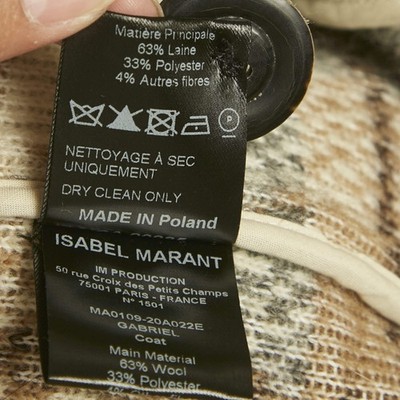 Matière Principale
63% Laine
33% Polyester
4% Autres fibres
P
NETTOYAGE À SEC
UNIQUEMENT
DRY CLEAN ONLY
MADE IN Poland
ISABEL MARANT
IM PRODUCTION
50 rue Croix des Petits Champs
75001 PARIS - FRANCE
N° 1501
MA0109-20A022E
GABRIEL
Coat
Main Material
63% Wool
33% Polyester